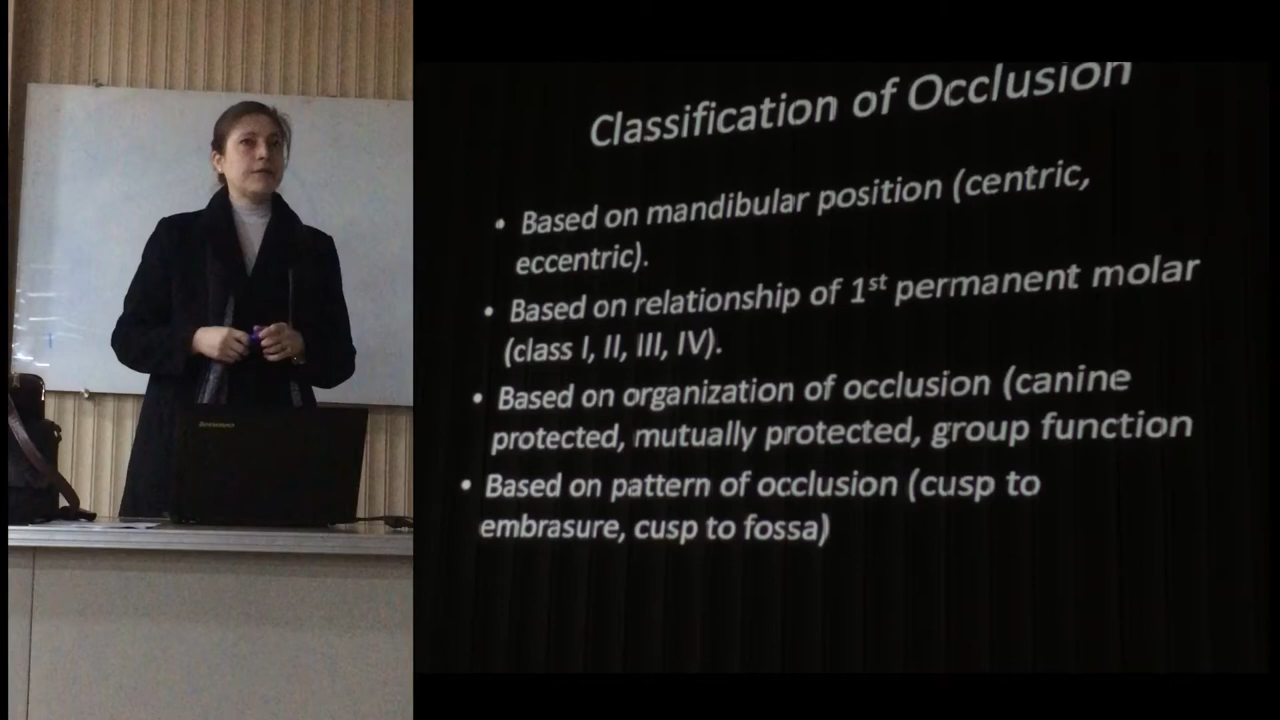 Classification of Occlusion
• Based on mandibular position (centric,
eccentric).
• Based on relationship of 1st permanent molar
(class I, II, III, IV).
• Based on organization of occlusion (canine
protected, mutually protected, group function
• Based on pattern of occlusion (cusp to
embrasure, cusp to fossa)
lenovo